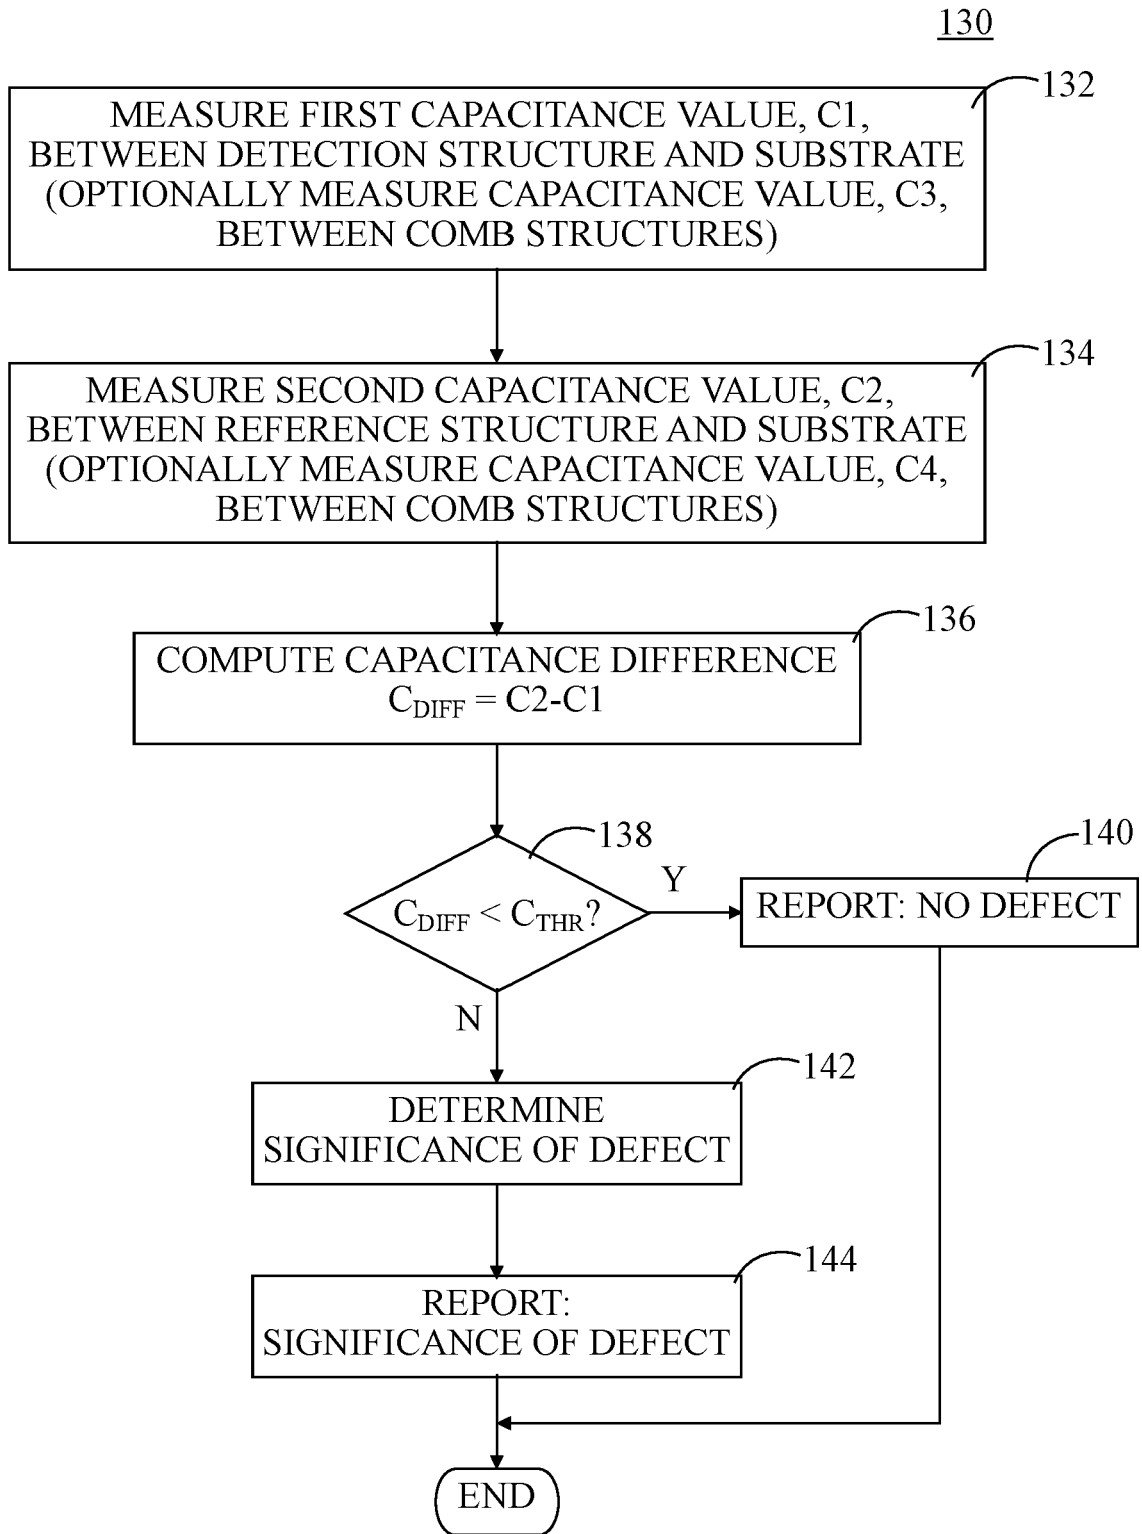 130
132
MEASURE FIRST CAPACITANCE VALUE, C1,
BETWEEN DETECTION STRUCTURE AND SUBSTRATE
(OPTIONALLY MEASURE CAPACITANCE VALUE, C3,
BETWEEN COMB STRUCTURES)
134
MEASURE SECOND CAPACITANCE VALUE, C2,
BETWEEN REFERENCE STRUCTURE AND SUBSTRATE
(OPTIONALLY MEASURE CAPACITANCE VALUE, C4,
BETWEEN COMB STRUCTURES)
136
COMPUTE CAPACITANCE DIFFERENCE
CDIFF = C2-C1
138
CDIFF < CTHR?
Y
140
REPORT: NO DEFECT
N
142
DETERMINE
SIGNIFICANCE OF DEFECT
144
REPORT:
SIGNIFICANCE OF DEFECT
END